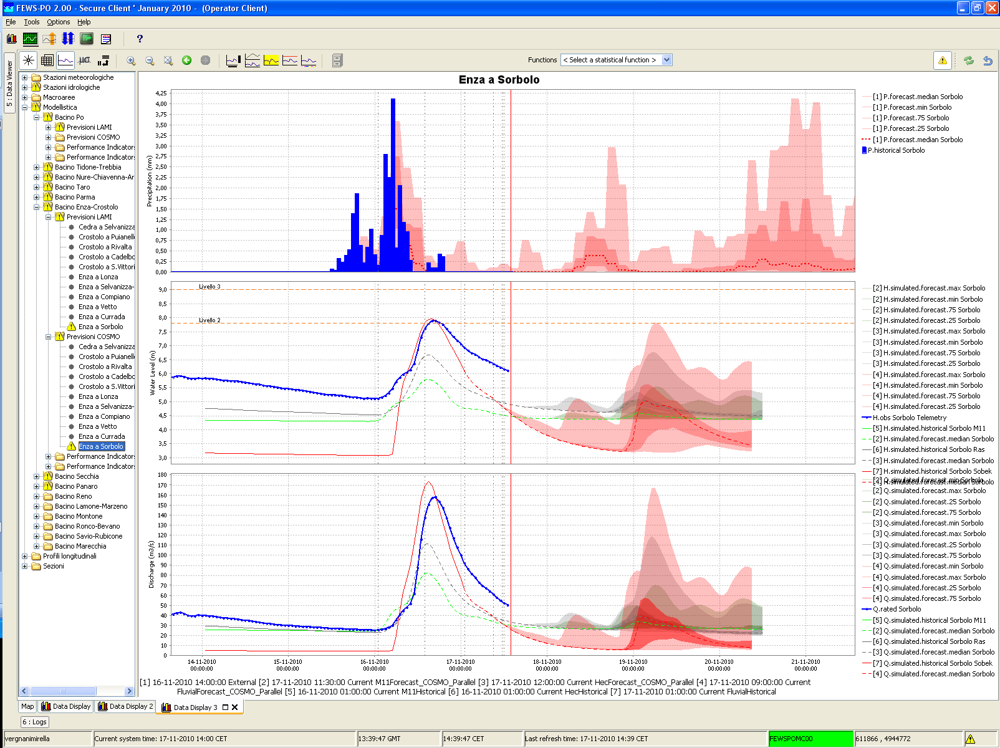 FEWS-PO 2.00 - Secure Client ' January 2010 - (Operator Client)
File Tools Options Help
?
Functions < Select a statistical function >
5 : Data Viewer
Stazioni meteorologiche
Stazioni idrologiche
Macroaree
Modellistica
Bacino Po
Previsioni LAMI
Previsioni COSMO
Performance Indicators
Performance Indicators
Bacino Tidone-Trebbia
Bacino Nure-Chiavenna-Ar
Bacino Taro
Bacino Parma
Bacino Enza-Crostolo
Previsioni LAMI
Cedra a Selvanizza
Crostolo a Puianell
Crostolo a Rivalta
Crostolo a Cadelbo
Crostolo a S.Vittori
Enza a Lonza
Enza a Selvanizza-
Enza a Compiano
Enza a Vetto
Enza a Currada
Enza a Sorbolo
Previsioni COSMO
Cedra a Selvanizza
Crostolo a Puianell
Crostolo a Rivalta
Crostolo a Cadelbo
Crostolo a S.Vittori
Enza a Lonza
Enza a Selvanizza-
Enza a Compiano
Enza a Vetto
Enza a Currada
Enza a Sorbolo
Performance Indicators
Performance Indicators
Bacino Secchia
Bacino Panaro
Bacino Reno
Bacino Lamone-Marzeno
Bacino Montone
Bacino Ronco-Bevano
Bacino Savio-Rubicone
Bacino Marecchia
Profili longitudinali
Sezioni
Enza a Sorbolo
Precipitation (mm)
4,25
4,00
3,75
3,50
3,25
3,00
2,75
2,50
2,25
2,00
1,75
1,50
1,25
1,00
0,75
0,50
0,25
0,00
[1] P.forecast.median Sorbolo
[1] P.forecast.min Sorbolo
[1] P.forecast.75 Sorbolo
[1] P.forecast.25 Sorbolo
[1] P.forecast.median Sorbolo
P.historical Sorbolo
Water Level (m)
9,0
8,5
8,0
7,5
7,0
6,5
6,0
5,5
5,0
4,5
4,0
3,5
3,0
Livello 3
Livello 2
[2] H.simulated.forecast.max Sorbolo
[2] H.simulated.forecast.min Sorbolo
[2] H.simulated.forecast.75 Sorbolo
[2] H.simulated.forecast.25 Sorbolo
[3] H.simulated.forecast.max Sorbolo
[3] H.simulated.forecast.min Sorbolo
[3] H.simulated.forecast.75 Sorbolo
[3] H.simulated.forecast.25 Sorbolo
[4] H.simulated.forecast.max Sorbolo
[4] H.simulated.forecast.min Sorbolo
[4] H.simulated.forecast.75 Sorbolo
[4] H.simulated.forecast.25 Sorbolo
H.obs Sorbolo Telemetry
[5] H.simulated.historical Sorbolo M11
[2] H.simulated.forecast.median Sorbolo
[6] H.simulated.historical Sorbolo Ras
[3] H.simulated.forecast.median Sorbolo
[7] H.simulated.historical Sorbolo Sobek
[4] H.simulated.forecast.median Sorbolo
Discharge (m3/s)
180
170
160
150
140
130
120
110
100
90
80
70
60
50
40
30
20
10
0
[2] Q.simulated.forecast.min Sorbolo
[2] Q.simulated.forecast.max Sorbolo
[2] Q.simulated.forecast.25 Sorbolo
[2] Q.simulated.forecast.75 Sorbolo
[3] Q.simulated.forecast.min Sorbolo
[3] Q.simulated.forecast.max Sorbolo
[3] Q.simulated.forecast.25 Sorbolo
[3] Q.simulated.forecast.75 Sorbolo
[4] Q.simulated.forecast.min Sorbolo
[4] Q.simulated.forecast.max Sorbolo
[4] Q.simulated.forecast.25 Sorbolo
[4] Q.simulated.forecast.75 Sorbolo
Q.rated Sorbolo
[5] Q.simulated.historical Sorbolo M11
[2] Q.simulated.forecast.median Sorbolo
[6] Q.simulated.historical Sorbolo Ras
[3] Q.simulated.forecast.median Sorbolo
[7] Q.simulated.historical Sorbolo Sobek
[4] Q.simulated.forecast.median Sorbolo
14-11-2010 15-11-2010 16-11-2010 17-11-2010 18-11-2010 19-11-2010 20-11-2010 21-11-2010
00:00:00 00:00:00 00:00:00 00:00:00 00:00:00 00:00:00 00:00:00 00:00:00
[1] 16-11-2010 14:00:00 External [2] 17-11-2010 11:30:00 Current M11Forecast_COSMO_Parallel [3] 17-11-2010 12:00:00 Current HecForecast_COSMO_Parallel [4] 17-11-2010 09:00:00 Current
FluvialForecast_COSMO_Parallel [5] 16-11-2010 01:00:00 Current M11Historical [6] 16-11-2010 01:00:00 Current HecHistorical [7] 17-11-2010 01:00:00 Current FluvialHistorical
Map Data Display Data Display 2 Data Display 3
6 : Logs
vergnanimirella Current system time: 17-11-2010 14:00 CET 13:39:47 GMT 14:39:47 CET Last refresh time: 17-11-2010 14:39 CET FEWSPOMC00 611866 , 4944772